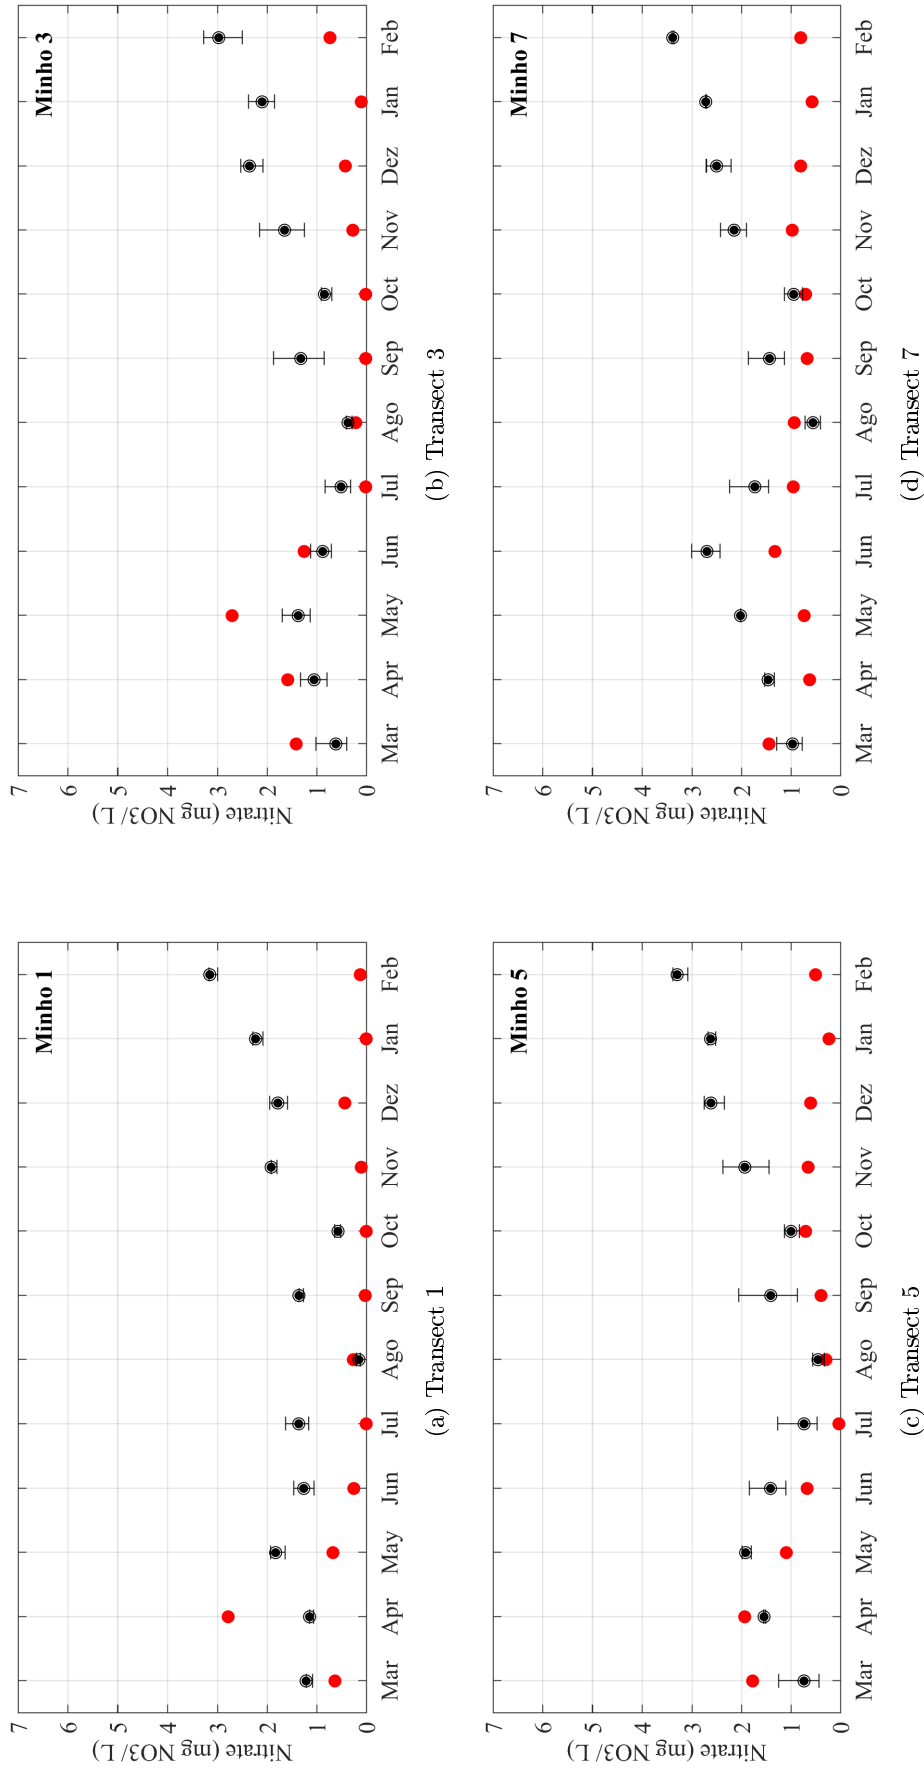 Minho 1
Nitrate (mg NO3/L)
7
6
5
4
3
2
1
0
Mar Apr May Jun Jul Ago Sep Oct Nov Dez Jan Feb
(a) Transect 1
Minho 3
Nitrate (mg NO3/L)
7
6
5
4
3
2
1
0
Mar Apr May Jun Jul Ago Sep Oct Nov Dez Jan Feb
(b) Transect 3
Minho 5
Nitrate (mg NO3/L)
7
6
5
4
3
2
1
0
Mar Apr May Jun Jul Ago Sep Oct Nov Dez Jan Feb
(c) Transect 5
Minho 7
Nitrate (mg NO3/L)
7
6
5
4
3
2
1
0
Mar Apr May Jun Jul Ago Sep Oct Nov Dez Jan Feb
(d) Transect 7